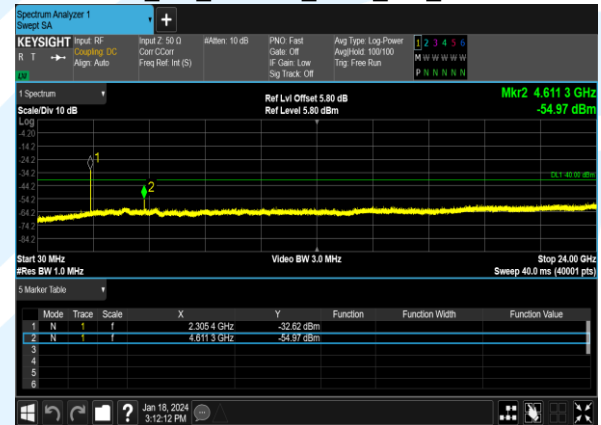 Spectrum Analyzer 1
Swept SA
+
KEYSIGHT
R T
LXI
Input: RF
Coupling: DC
Align: Auto
Input Z: 50 Ω
Corr CCorr
Freq Ref: Int (S)
#Atten: 10 dB
PNO: Fast
Gate: Off
IF Gain: Low
Sig Track: Off
Avg Type: Log-Power
Avg|Hold: 100/100
Trig: Free Run
1 2 3 4 5 6
M W W W W W
P N N N N N
1 Spectrum
Scale/Div 10 dB
Log
Ref Lvl Offset 5.80 dB
Ref Level 5.80 dBm
Mkr2 4.611 3 GHz
-54.97 dBm
-4.20
-14.2
-24.2
-34.2
-44.2
-54.2
-64.2
-74.2
-84.2
1
2
DL1 -40.00 dBm
Start 30 MHz
#Res BW 1.0 MHz
Video BW 3.0 MHz
Stop 24.00 GHz
Sweep 40.0 ms (40001 pts)
5 Marker Table
Mode Trace Scale X Y Function Function Width Function Value
1 N 1 f 2.305 4 GHz -32.62 dBm
2 N 1 f 4.611 3 GHz -54.97 dBm
3
4
5
6
?
Jan 18, 2024
3:12:12 PM